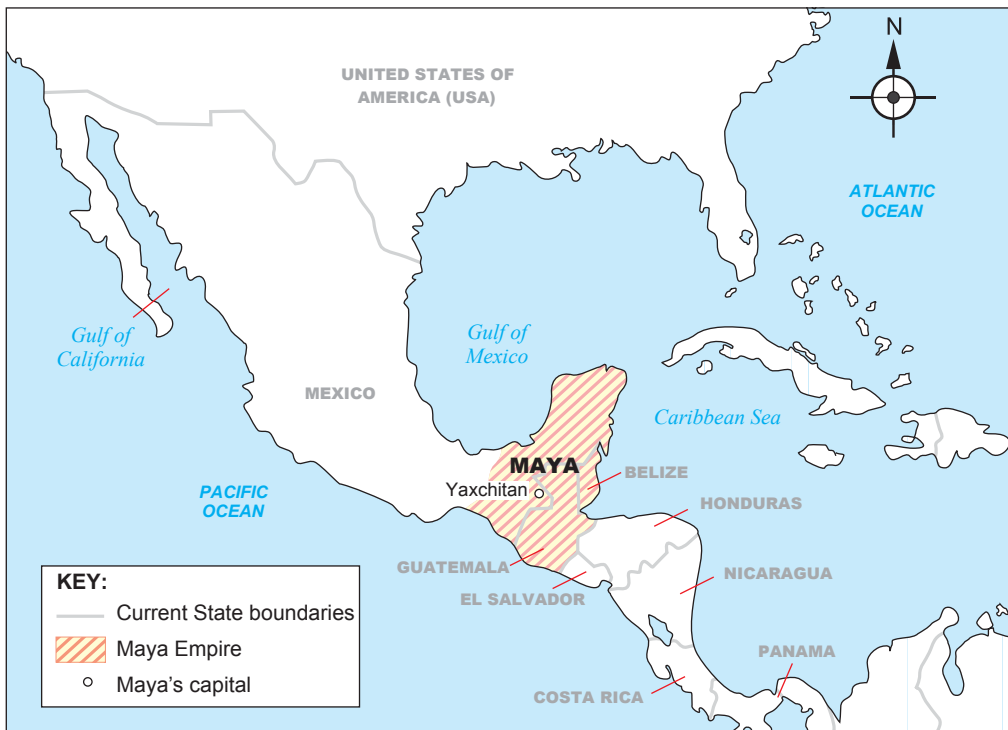 N
UNITED STATES OF
AMERICA (USA)
ATLANTIC
OCEAN
Gulf of
California
Gulf of
Mexico
MEXICO
Caribbean Sea
MAYA
Yaxchitan
BELIZE
PACIFIC
OCEAN
HONDURAS
GUATEMALA
EL SALVADOR
NICARAGUA
PANAMA
COSTA RICA
KEY:
Current State boundaries
Maya Empire
Maya's capital